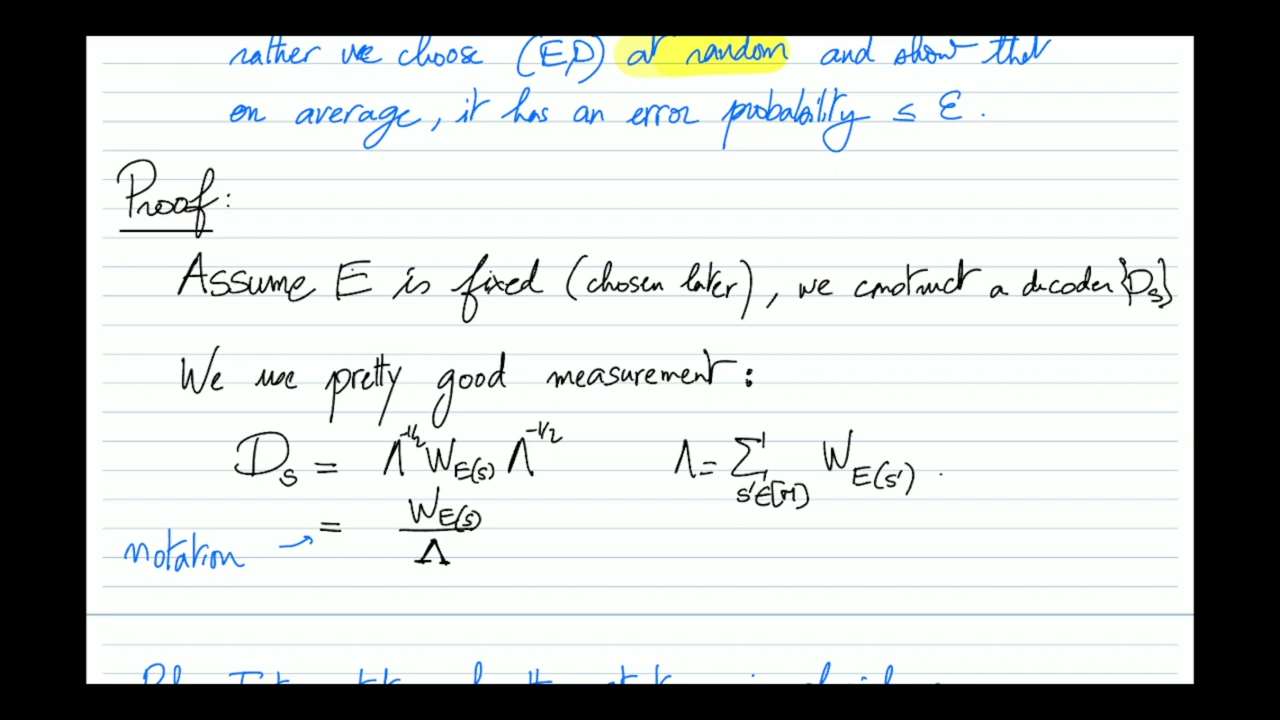 rather we choose (E,D) at random and show that
on average, it has an error probability ≤ ε.
Proof:
Assume E is fixed (chosen later), we construct a decoder {D_s}
We use pretty good measurement:
D_s = Λ^{-1/2} W_{E(s)} Λ^{-1/2}    Λ = Σ_{s'∈[M]} W_{E(s')}.
= W_{E(s)} / Λ
notation →